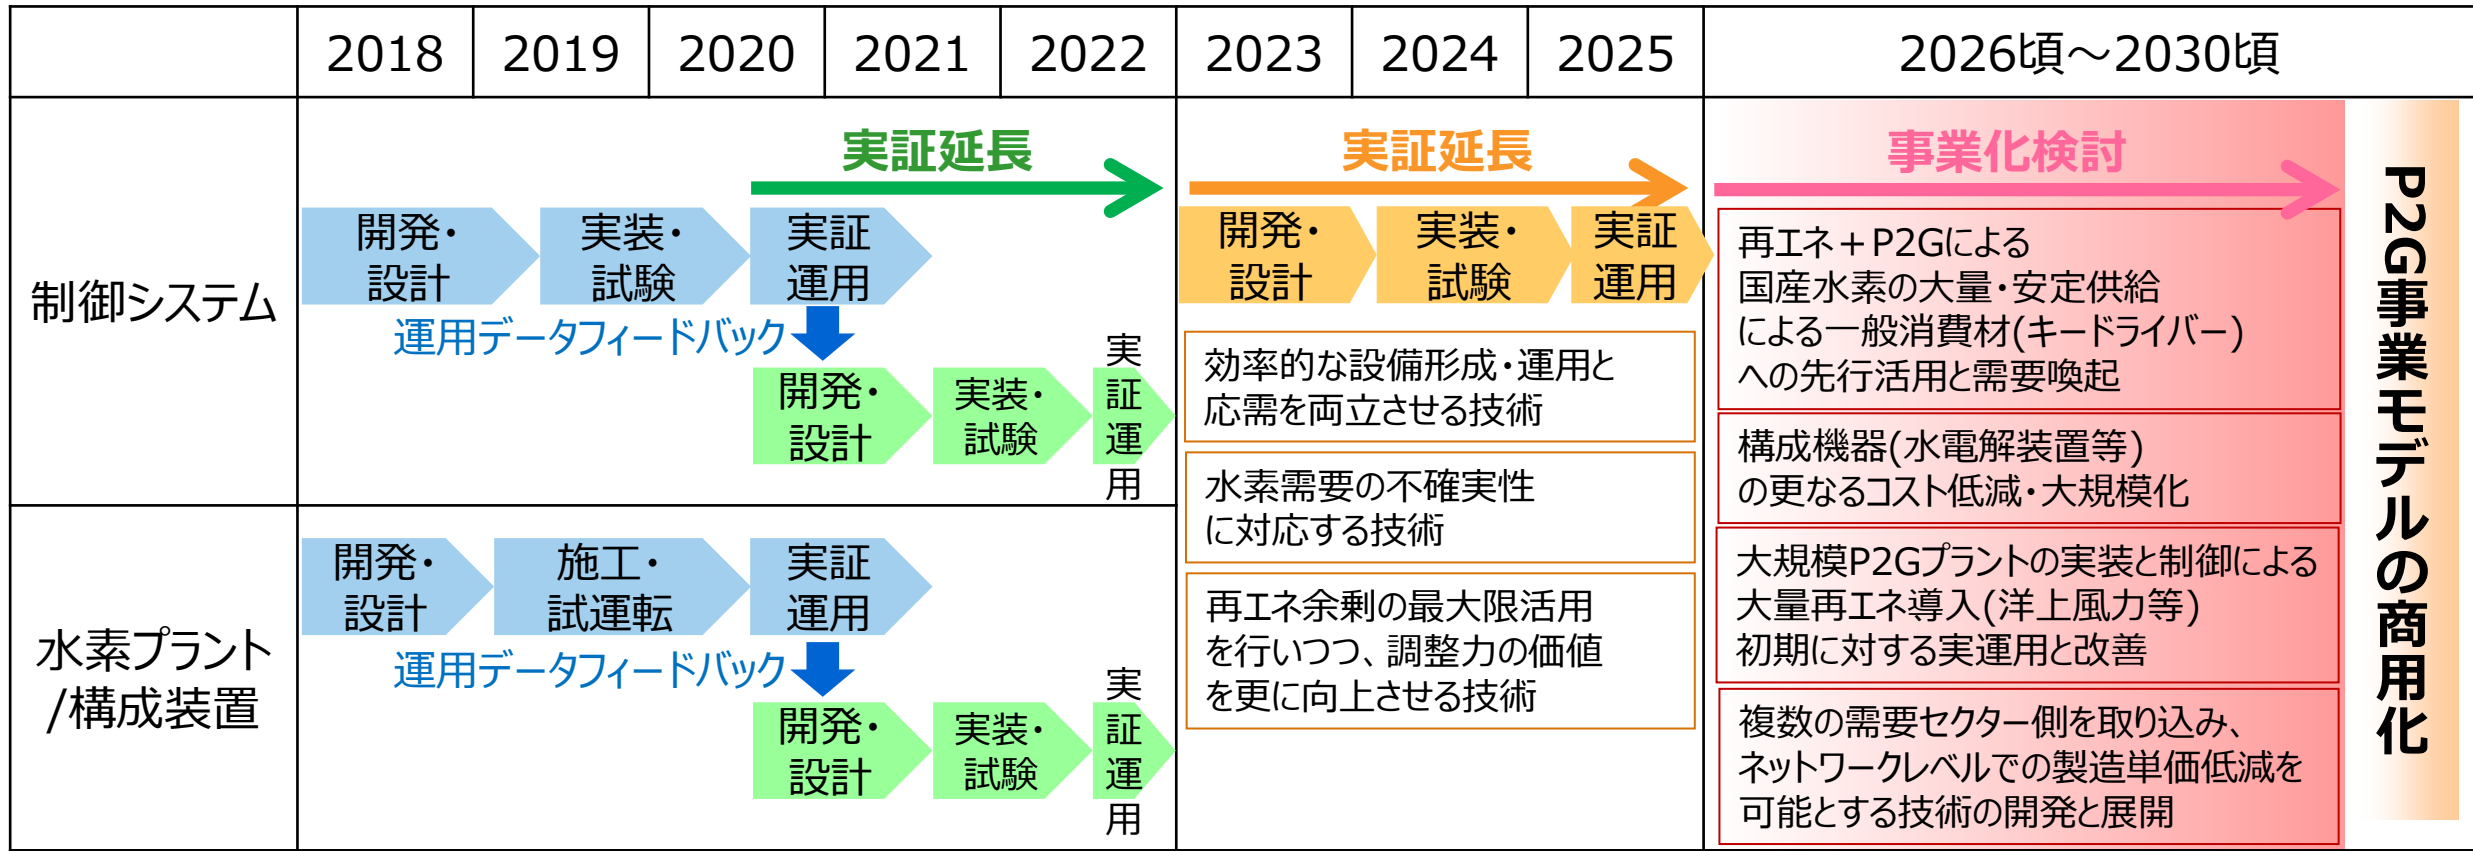 2018 2019 2020 2021 2022 2023 2024 2025 2026頃～2030頃
制御システム
実証延長
開発・
設計
実装・
試験
実証
運用
運用データフィードバック
開発・
設計
実装・
試験
実証運用
水素プラント
/構成装置
開発・
設計
施工・
試運転
実証
運用
運用データフィードバック
開発・
設計
実装・
試験
実証運用
実証延長
開発・
設計
実装・
試験
実証
運用
効率的な設備形成・運用と
応需を両立させる技術
水素需要の不確実性
に対応する技術
再エネ余剰の最大限活用
を行いつつ、調整力の価値
を更に向上させる技術
事業化検討
再エネ＋P2Gによる
国産水素の大量・安定供給
による一般消費材(キードライバー)
への先行活用と需要喚起
構成機器(水電解装置等)
の更なるコスト低減・大規模化
大規模P2Gプラントの実装と制御による
大量再エネ導入(洋上風力等)
初期に対する実運用と改善
複数の需要セクター側を取り込み、
ネットワークレベルでの製造単価低減を
可能とする技術の開発と展開
P2G事業モデルの商用化